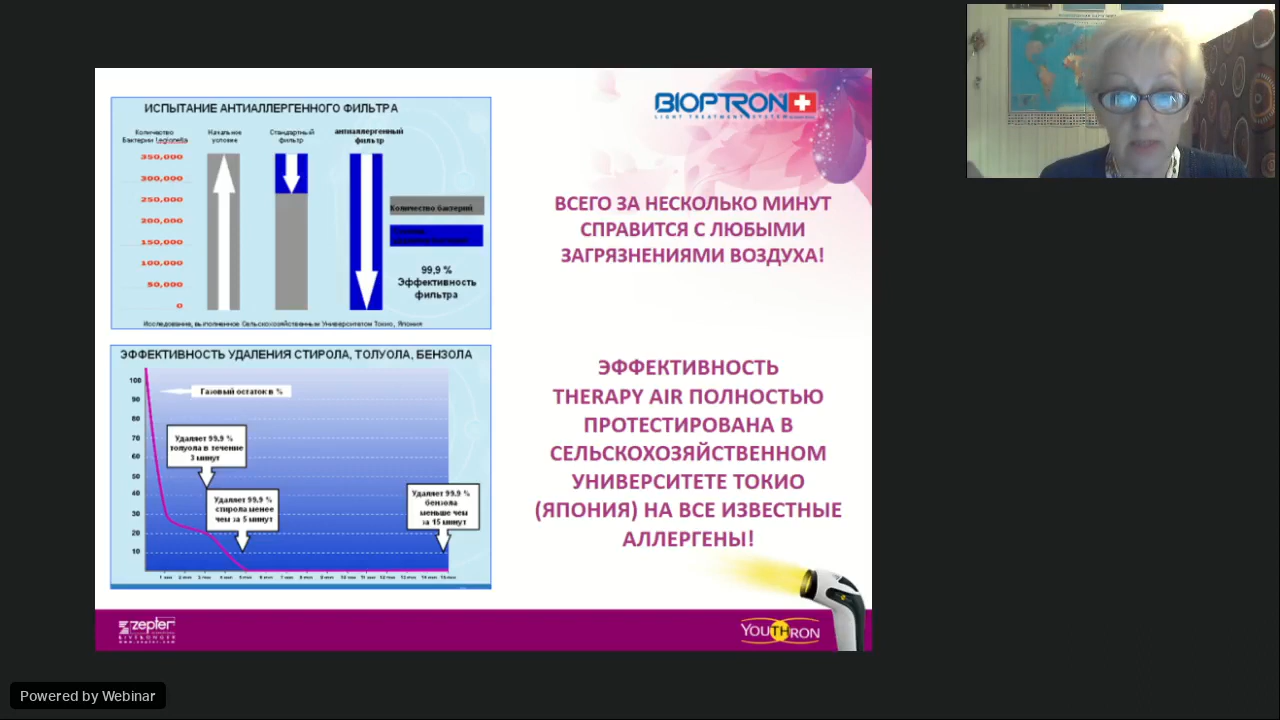 ИСПЫТАНИЕ АНТИАЛЛЕРГЕННОГО ФИЛЬТРА
Количество
Бактерии Legionella
Начальное
условие
Стандартный
фильтр
антиаллергенный
фильтр
350,000
300,000
250,000
200,000
150,000
100,000
50,000
0
Количество бактерий
99,9 %
Эффективность
фильтра
Исследование, выполненное Сельскохозяйственным Университетом Токио, Япония
ЭФФЕКТИВНОСТЬ УДАЛЕНИЯ СТИРОЛА, ТОЛУОЛА, БЕНЗОЛА
100
90
80
70
60
50
40
30
20
10
Газовый остаток в %
Удаляет 99.9 %
толуола в течение
3 минут
Удаляет 99.9 %
стирола менее
чем за 5 минут
Удаляет 99.9 %
бензола
меньше чем
за 15 минут
BIOPTRON
LIGHT TREATMENT SYSTEM
ВСЕГО ЗА НЕСКОЛЬКО МИНУТ
СПРАВИТСЯ С ЛЮБЫМИ
ЗАГРЯЗНЕНИЯМИ ВОЗДУХА!
ЭФФЕКТИВНОСТЬ
THERAPY AIR ПОЛНОСТЬЮ
ПРОТЕСТИРОВАНА В
СЕЛЬСКОХОЗЯЙСТВЕННОМ
УНИВЕРСИТЕТЕ ТОКИО
(ЯПОНИЯ) НА ВСЕ ИЗВЕСТНЫЕ
АЛЛЕРГЕНЫ!
zepter
YOUTHRON
Powered by Webinar